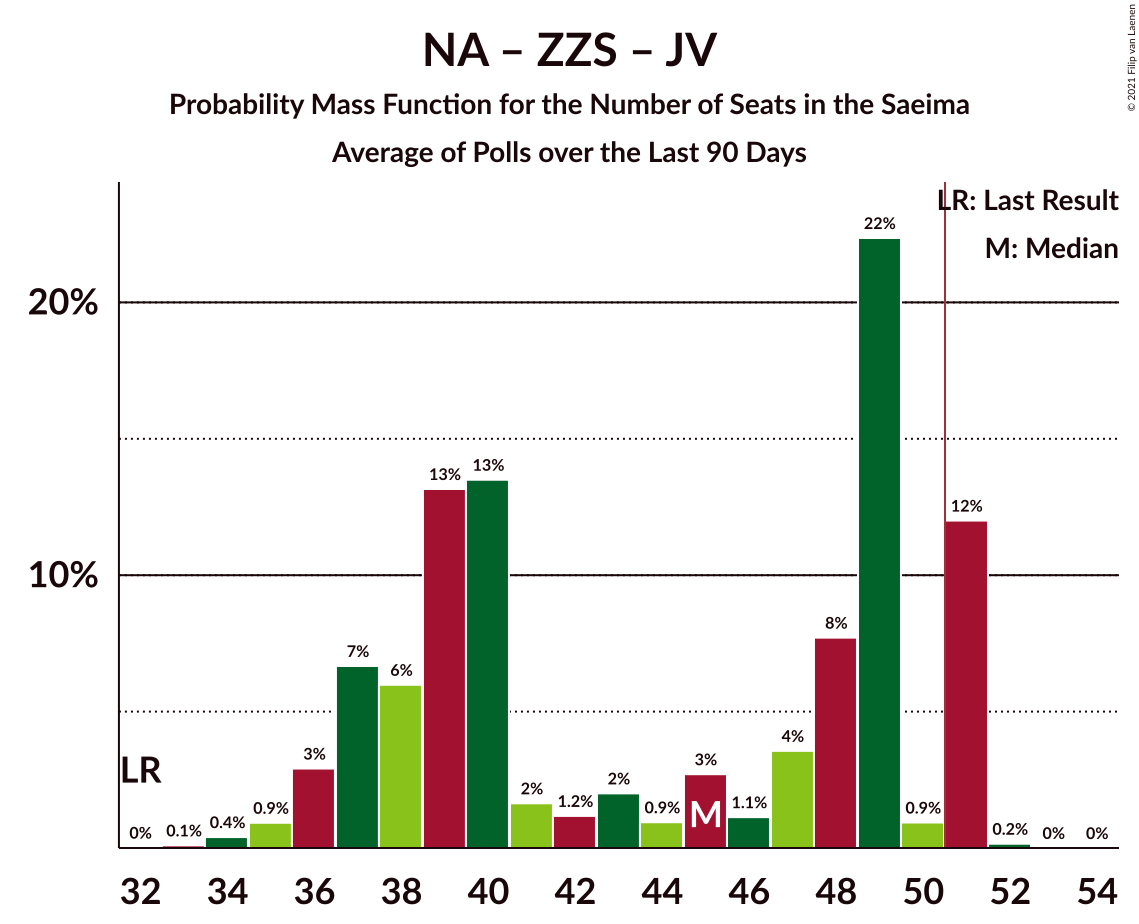 NA – ZZS – JV
Probability Mass Function for the Number of Seats in the Saeima
Average of Polls over the Last 90 Days
© 2021 Filip van Laenen
LR: Last Result
M: Median
20%
10%
LR
0%
0.1%
0.4%
0.9%
3%
7%
6%
13%
13%
2%
1.2%
2%
0.9%
3%
M
1.1%
4%
8%
22%
0.9%
12%
0.2%
0%
0%
32 34 36 38 40 42 44 46 48 50 52 54